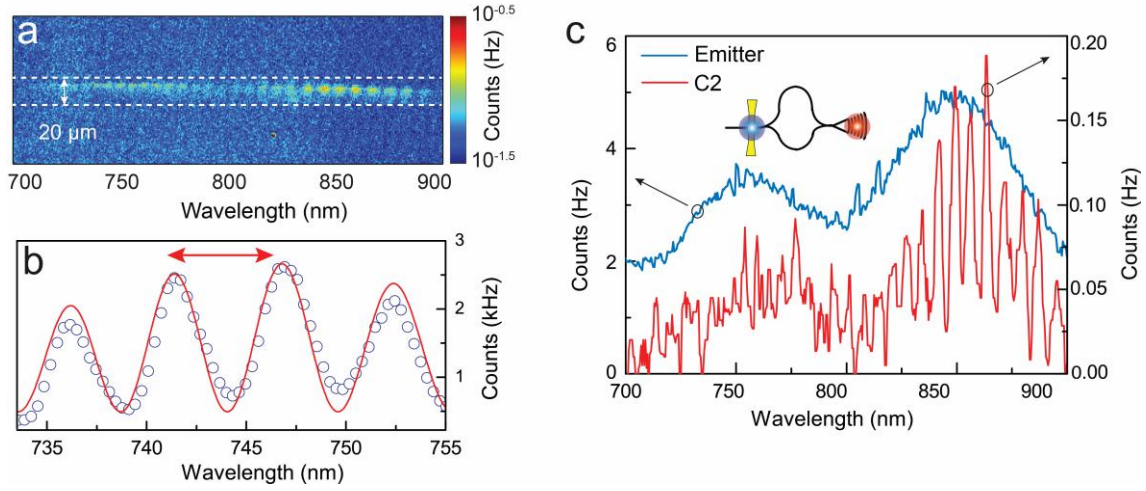 a
20 μm
10^-0.5
Counts (Hz)
10^-1.5
700 750 800 850 900
Wavelength (nm)
b
3
2
1
Counts (kHz)
735 740 745 750 755
Wavelength (nm)
c
Emitter
C2
6
4
2
0
Counts (Hz)
0.20
0.15
0.10
0.05
0.00
Counts (Hz)
700 750 800 850 900
Wavelength (nm)